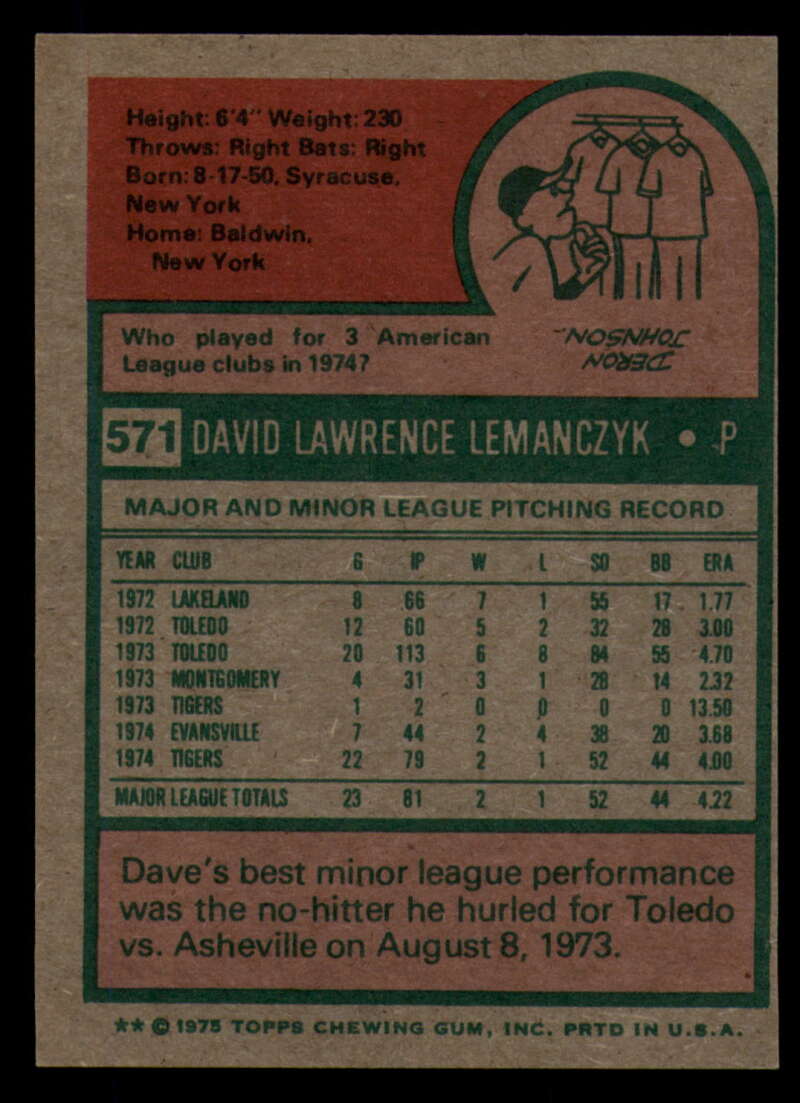 Height: 6'4" Weight: 230
Throws: Right Bats: Right
Born: 8-17-50, Syracuse,
New York
Home: Baldwin,
New York
Who played for 3 American
League clubs in 1974?
DERON
JOHNSON.
571 DAVID LAWRENCE LEMANCZYK • P
MAJOR AND MINOR LEAGUE PITCHING RECORD
YEAR CLUB G IP W L SO BB ERA
1972 LAKELAND 8 66 7 1 55 17 1.77
1972 TOLEDO 12 60 5 2 32 28 3.00
1973 TOLEDO 20 113 6 8 84 55 4.70
1973 MONTGOMERY 4 31 3 1 28 14 2.32
1973 TIGERS 1 2 0 0 0 0 13.50
1974 EVANSVILLE 7 44 2 4 38 20 3.68
1974 TIGERS 22 79 2 1 52 44 4.00
MAJOR LEAGUE TOTALS 23 81 2 1 52 44 4.22
Dave's best minor league performance
was the no-hitter he hurled for Toledo
vs. Asheville on August 8, 1973.
** © 1975 TOPPS CHEWING GUM, INC. PRTD IN U.S.A.